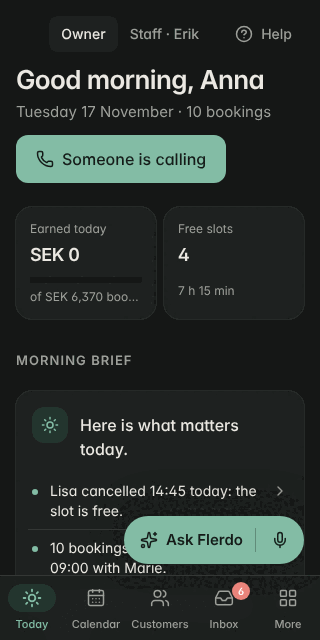 Owner Staff · Erik Help
Good morning, Anna
Tuesday 17 November · 10 bookings
Someone is calling
Earned today
SEK 0
of SEK 6,370 boo...
Free slots
4
7 h 15 min
MORNING BRIEF
Here is what matters
today.
Lisa cancelled 14:45 today: the
slot is free.
10 bookings
09:00 with Marie.
Ask Flerdo
Today Calendar Customers Inbox 6 More